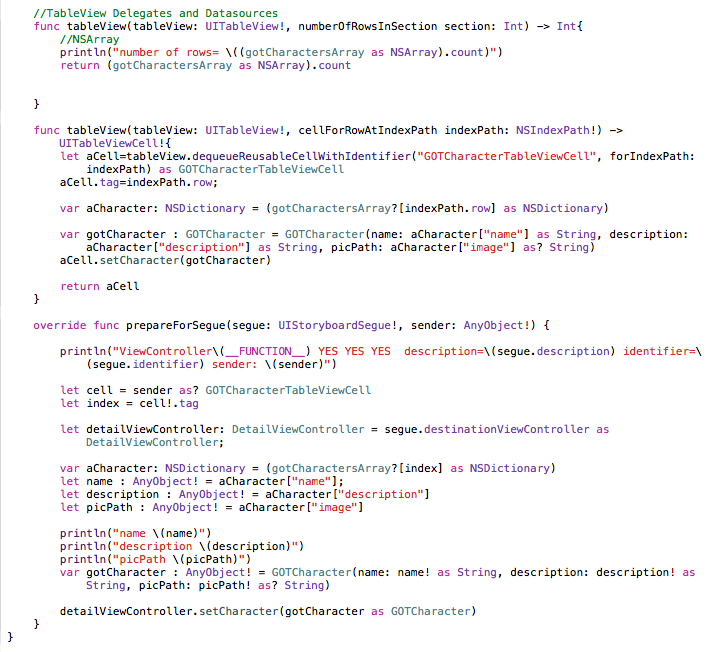 //TableView Delegates and Datasources
func tableView(tableView: UITableView!, numberOfRowsInSection section: Int) -> Int{
//NSArray
println("number of rows= \((gotCharactersArray as NSArray).count)")
return (gotCharactersArray as NSArray).count
}
func tableView(tableView: UITableView!, cellForRowAtIndexPath indexPath: NSIndexPath!) ->
UITableViewCell!{
let aCell=tableView.dequeueReusableCellWithIdentifier("GOTCharacterTableViewCell", forIndexPath:
indexPath) as GOTCharacterTableViewCell
aCell.tag=indexPath.row;
var aCharacter: NSDictionary = (gotCharactersArray?[indexPath.row] as NSDictionary)
var gotCharacter : GOTCharacter = GOTCharacter(name: aCharacter["name"] as String, description:
aCharacter["description"] as String, picPath: aCharacter["image"] as? String)
aCell.setCharacter(gotCharacter)
return aCell
}
override func prepareForSegue(segue: UIStoryboardSegue!, sender: AnyObject!) {
println("ViewController\(__FUNCTION__) YES YES YES  description=\(segue.description) identifier=\
(segue.identifier) sender: \(sender)")
let cell = sender as? GOTCharacterTableViewCell
let index = cell!.tag
let detailViewController: DetailViewController = segue.destinationViewController as
DetailViewController;
var aCharacter: NSDictionary = (gotCharactersArray?[index] as NSDictionary)
let name : AnyObject! = aCharacter["name"];
let description : AnyObject! = aCharacter["description"]
let picPath : AnyObject! = aCharacter["image"]
println("name \(name)")
println("description \(description)")
println("picPath \(picPath)")
var gotCharacter : AnyObject! = GOTCharacter(name: name! as String, description: description! as
String, picPath: picPath! as? String)
detailViewController.setCharacter(gotCharacter as GOTCharacter)
}
}